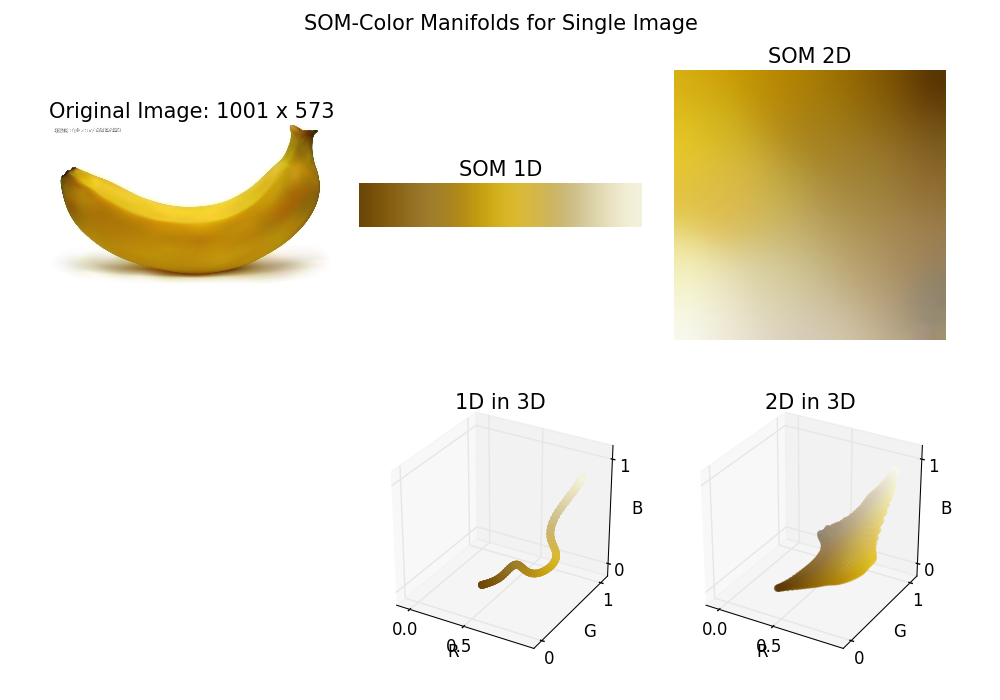 SOM-Color Manifolds for Single Image
SOM 2D
Original Image: 1001 x 573
SOM 1D
1D in 3D
2D in 3D
1
B
0
1
G
0
0.0
0.5
R
1
B
0
1
G
0
0.0
0.5
R